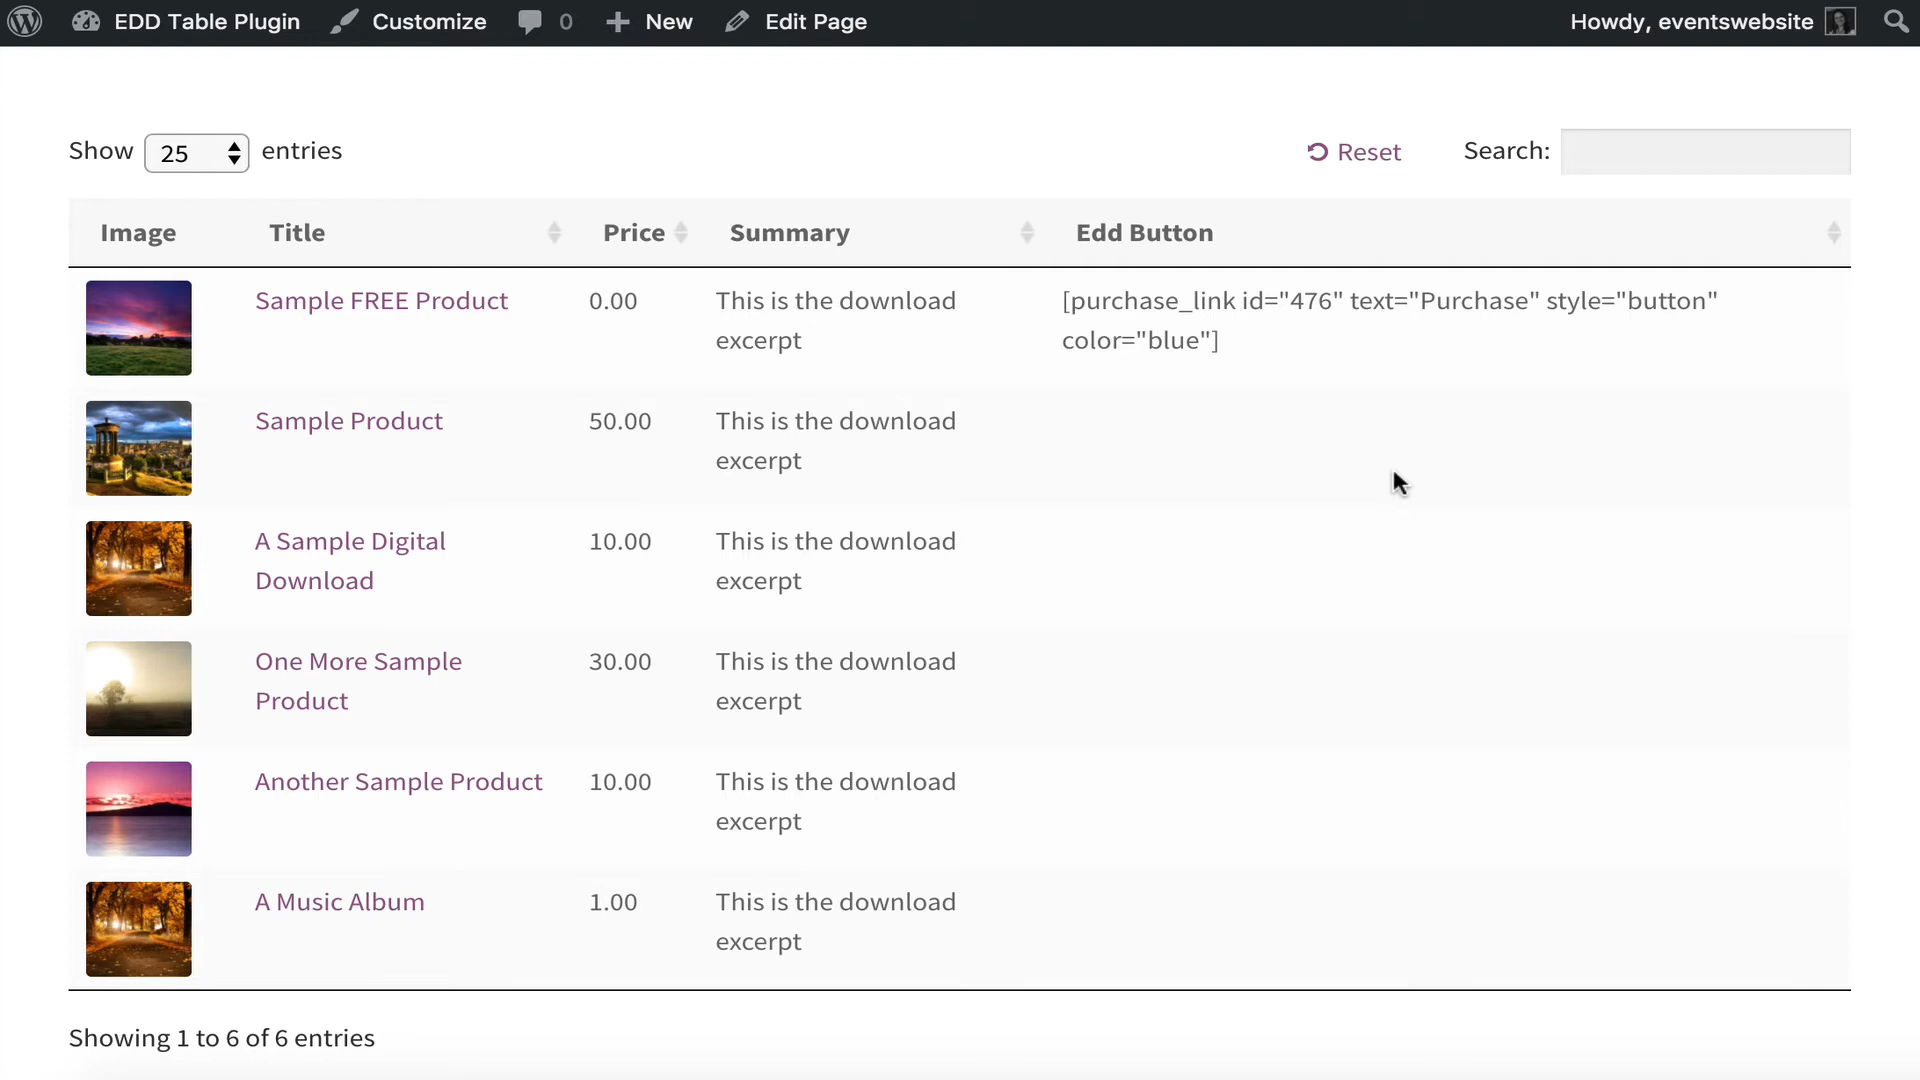 EDD Table Plugin Customize 0 New Edit Page Howdy, eventswebsite
Show 25 entries Reset Search:
Image Title Price Summary Edd Button
Sample FREE Product 0.00 This is the download [purchase_link id="476" text="Purchase" style="button"
excerpt color="blue"]
Sample Product 50.00 This is the download
excerpt
A Sample Digital 10.00 This is the download
Download excerpt
One More Sample 30.00 This is the download
Product excerpt
Another Sample Product 10.00 This is the download
excerpt
A Music Album 1.00 This is the download
excerpt
Showing 1 to 6 of 6 entries